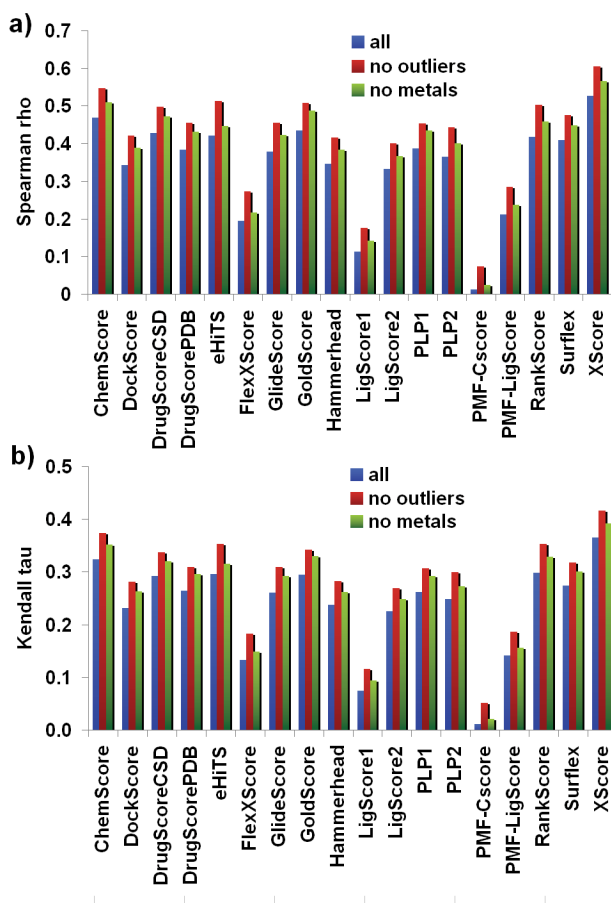 a)
0.7
0.6
0.5
0.4
0.3
0.2
0.1
0
Spearman rho
all
no outliers
no metals
ChemScore
DockScore
DrugScoreCSD
DrugScorePDB
eHiTS
FlexXScore
GlideScore
GoldScore
Hammerhead
LigScore1
LigScore2
PLP1
PLP2
PMF-Cscore
PMF-LigScore
RankScore
Surflex
XScore
b)
0.5
0.4
0.3
0.2
0.1
0.0
Kendall tau
all
no outliers
no metals
ChemScore
DockScore
DrugScoreCSD
DrugScorePDB
eHiTS
FlexXScore
GlideScore
GoldScore
Hammerhead
LigScore1
LigScore2
PLP1
PLP2
PMF-Cscore
PMF-LigScore
RankScore
Surflex
XScore